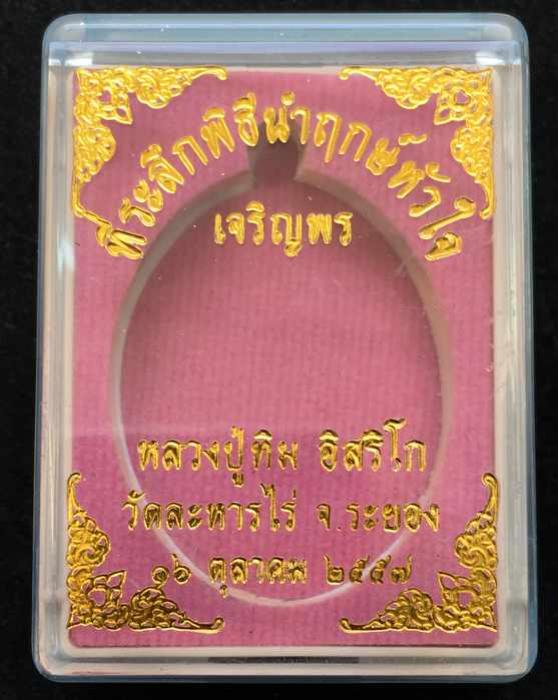 ที่ระลึกพิธีนำฤกษ์หัวใจ
เจริญพร
หลวงปู่ทิม อิสริโก
วัดละหารไร่ จ.ระยอง
๑๖ ตุลาคม ๒๕๕๗